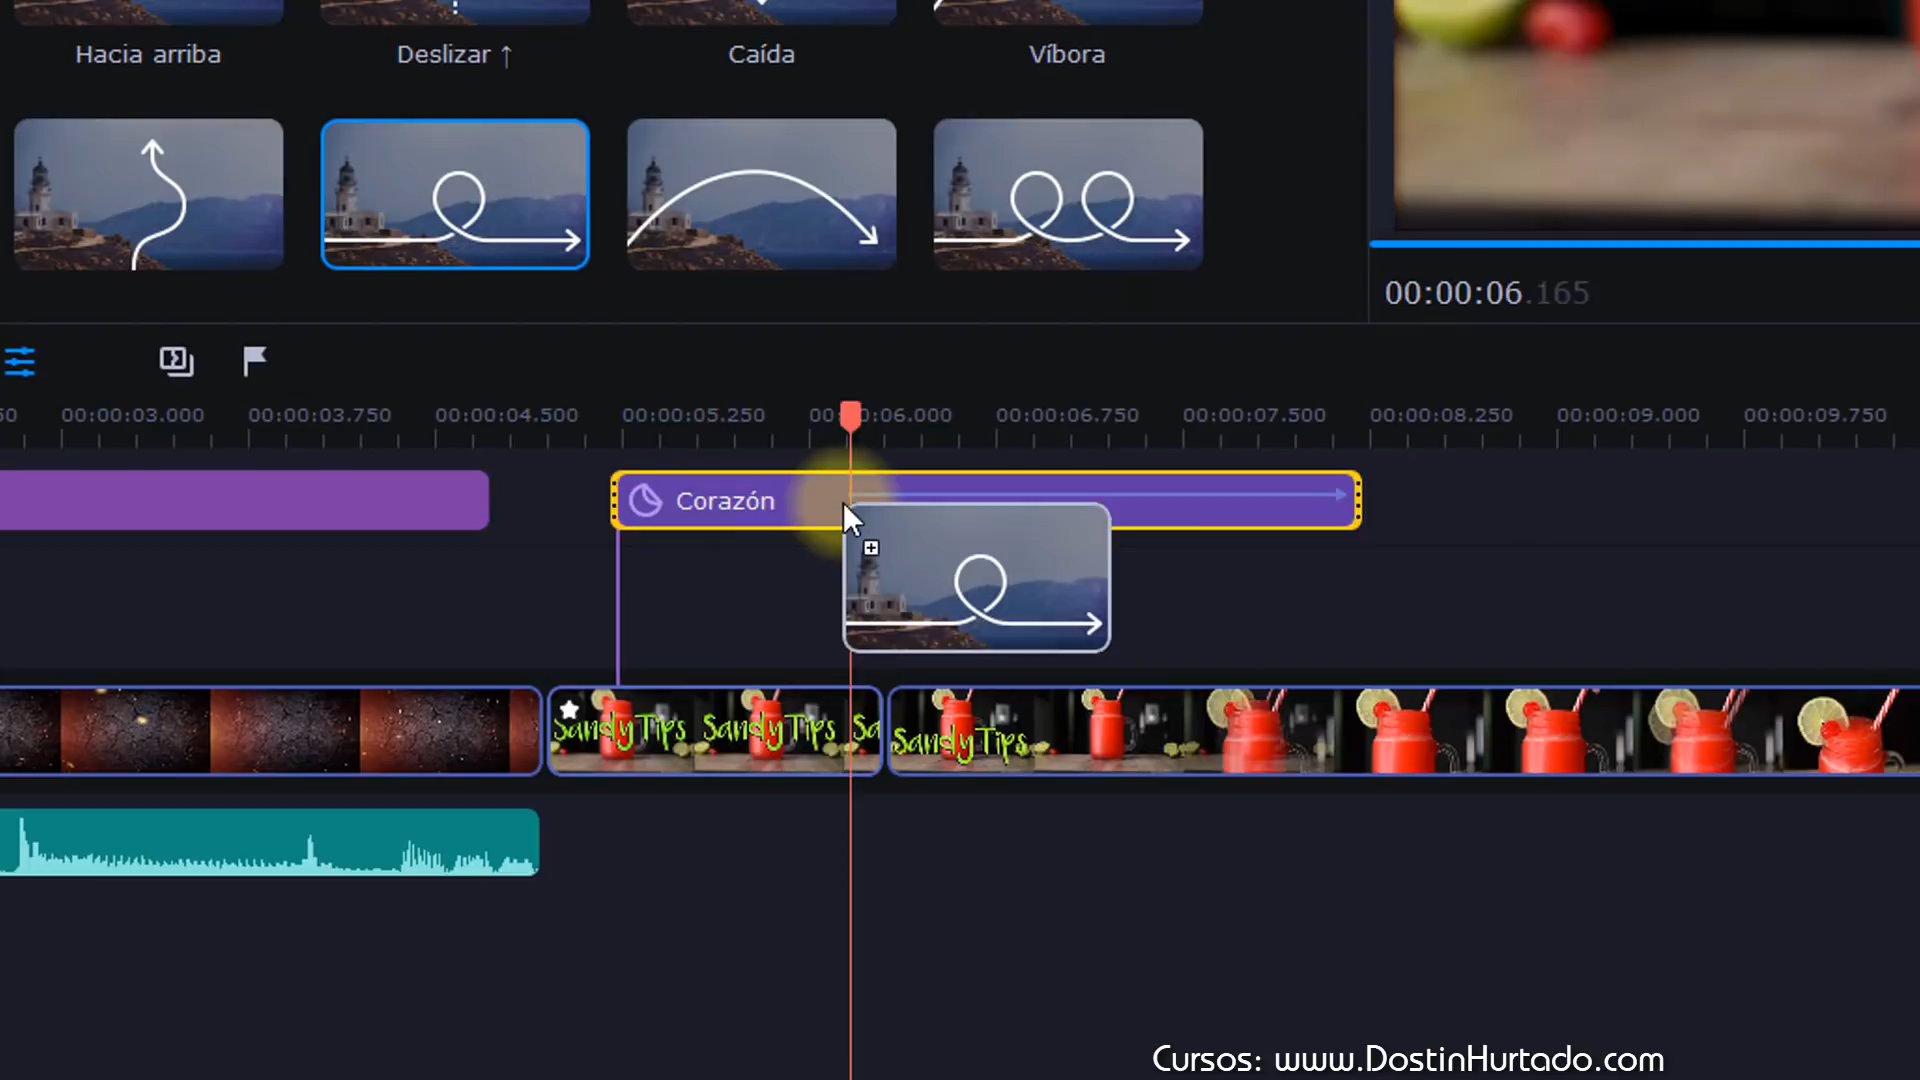 Hacia arriba
Deslizar ↑
Caída
Víbora
00:00:06.165
50
00:00:03.000
00:00:03.750
00:00:04.500
00:00:05.250
00:00:06.000
00:00:06.750
00:00:07.500
00:00:08.250
00:00:09.000
00:00:09.750
Corazón
SandyTips
SandyTips
Sa
SandyTips
Cursos: www.DostinHurtado.com